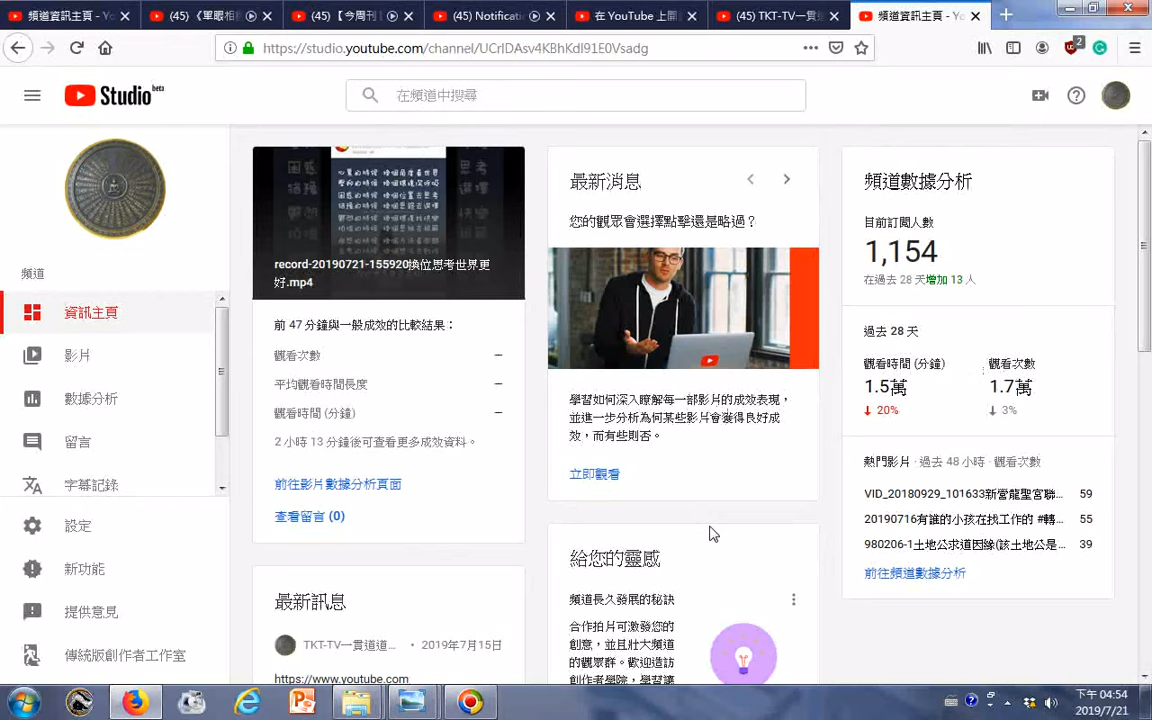 (45)《軍眼相
(45)【今周刊
(45) Notificati
在 YouTube 上開
(45) TKT-TV一貫
頻道資訊主頁 - Yo
https://studio.youtube.com/channel/UCrIDAsv4KBhKdl91E0Vsadg
2
Studio beta
在頻道中搜尋
頻道
資訊主頁
影片
數據分析
留言
字幕記錄
設定
新功能
提供意見
傳統版創作者工作室
record-20190721-155920換位思考世界更
好.mp4
前 47 分鐘與一般成效的比較結果：
觀看次數 –
平均觀看時間長度 –
觀看時間 (分鐘) –
2 小時 13 分鐘後可查看更多成效資料。
前往影片數據分析頁面
查看留言 (0)
最新訊息
TKT-TV一貫道道... • 2019年7月15日
https://www.youtube.com
最新消息
您的觀眾會選擇點擊還是略過？
學習如何深入瞭解每一部影片的成效表現，
並進一步分析為何某些影片會獲得良好成
效，而有些則否。
立即觀看
給您的靈感
頻道長久發展的秘訣
合作拍片可激發您的
創意，並且壯大頻道
的觀眾群。歡迎造訪
創作者學院，學習讓
頻道數據分析
目前訂閱人數
1,154
在過去 28 天增加 13 人
過去 28 天
觀看時間 (分鐘) 觀看次數
1.5萬 1.7萬
20% 3%
熱門影片 · 過去 48 小時 · 觀看次數
VID_20180929_101633新營龍聖宮聯... 59
20190716有誰的小孩在找工作的 #轉... 55
980206-1土地公求道因緣(該土地公是... 39
前往頻道數據分析
下午 04:54
2019/7/21